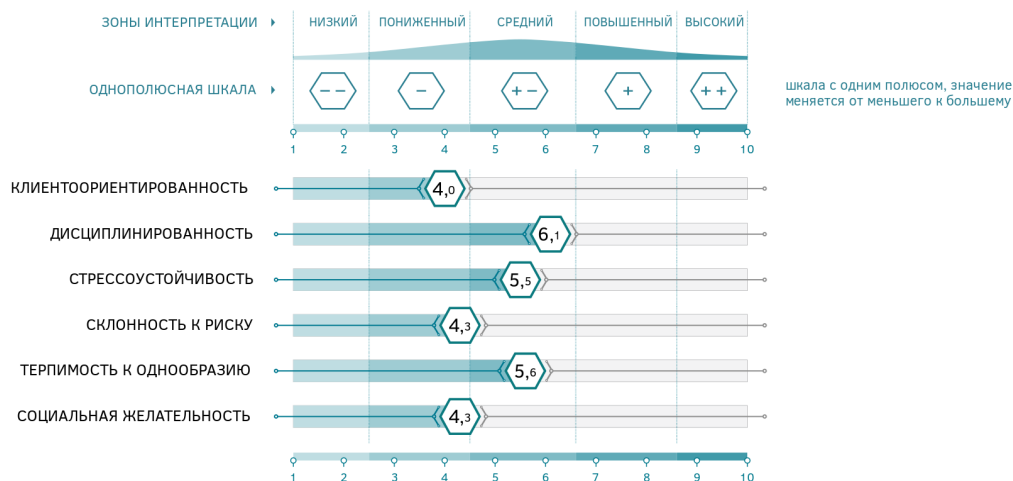 ЗОНЫ ИНТЕРПРЕТАЦИИ НИЗКИЙ ПОНИЖЕННЫЙ СРЕДНИЙ ПОВЫШЕННЫЙ ВЫСОКИЙ
ОДНОПОЛЮСНАЯ ШКАЛА – – – + – + + +
шкала с одним полюсом, значение
меняется от меньшего к большему
1 2 3 4 5 6 7 8 9 10
КЛИЕНТООРИЕНТИРОВАННОСТЬ 4,0
ДИСЦИПЛИНИРОВАННОСТЬ 6,1
СТРЕССОУСТОЙЧИВОСТЬ 5,5
СКЛОННОСТЬ К РИСКУ 4,3
ТЕРПИМОСТЬ К ОДНООБРАЗИЮ 5,6
СОЦИАЛЬНАЯ ЖЕЛАТЕЛЬНОСТЬ 4,3
1 2 3 4 5 6 7 8 9 10